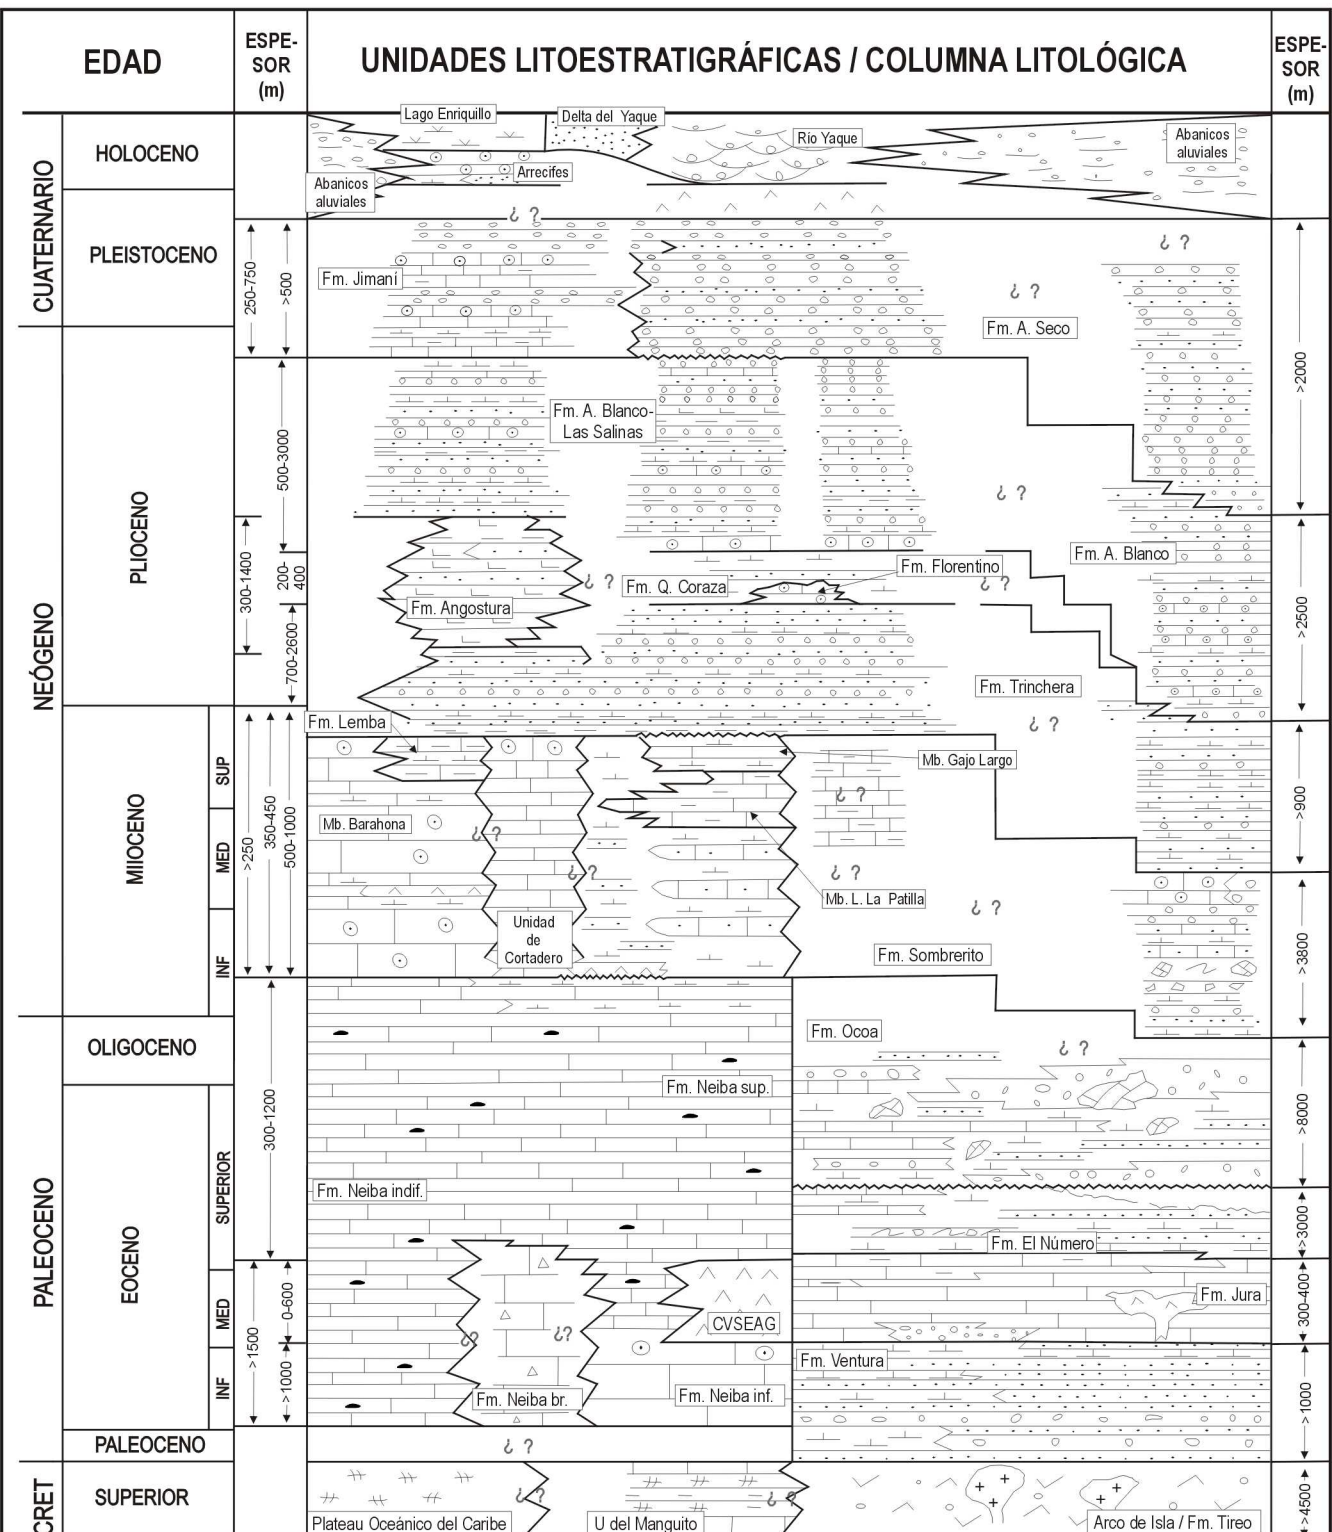 EDAD
ESPE-
SOR
(m)
UNIDADES LITOESTRATIGRÁFICAS / COLUMNA LITOLÓGICA
ESPE-
SOR
(m)
CUATERNARIO
HOLOCENO
PLEISTOCENO
NEÓGENO
PLIOCENO
MIIOCENO
SUP
MED
INF
PALEOCENO
OLIGOCENO
EOCENO
SUPERIOR
MED
INF
PALEOCENO
CRET
SUPERIOR
250-750
>500
500-3000
300-1400
200-
400
700-2600
>250
350-450
500-1000
300-1200
>1500
0-600
>1000
Lago Enriquillo
Delta del Yaque
Río Yaque
Abanicos
aluviales
Arrecifes
Abanicos
aluviales
¿ ?
¿ ?
Fm. Jimaní
¿ ?
Fm. A. Seco
Fm. A. Blanco-
Las Salinas
¿ ?
Fm. A. Blanco
Fm. Florentino
¿ ?
¿ ?
Fm. Q. Coraza
Fm. Angostura
Fm. Trinchera
Fm. Lemba
¿ ?
Mb. Gajo Largo
¿ ?
Mb. Barahona
¿ ?
¿ ?
¿ ?
Mb. L. La Patilla
¿ ?
Unidad
de
Cortadero
Fm. Sombrerito
Fm. Ocoa
¿ ?
Fm. Neiba sup.
Fm. Neiba indif.
Fm. El Número
Fm. Jura
CVSEAG
¿?
¿?
Fm. Ventura
Fm. Neiba br.
Fm. Neiba inf.
¿ ?
¿ ?
¿ ?
Plateau Oceánico del Caribe
U del Manguito
Arco de Isla / Fm. Tireo
>2000
>2500
>900
>3800
>8000
>3000
300-400
>1000
>4500